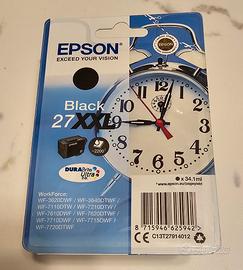 EPSON
EXCEED YOUR VISION
Black
27XXL
DURABrite
Ultra
WorkForce
WF-3620DWF • WF-3640DTWF
WF-7110DTW • WF-7210DTW
WF-7610DWF • WF-7620DTWF
WF-7710DWF • WF-7715DWF
WF-7720DTWF
x 34.1ml
8 715946 625942
C13T27914012